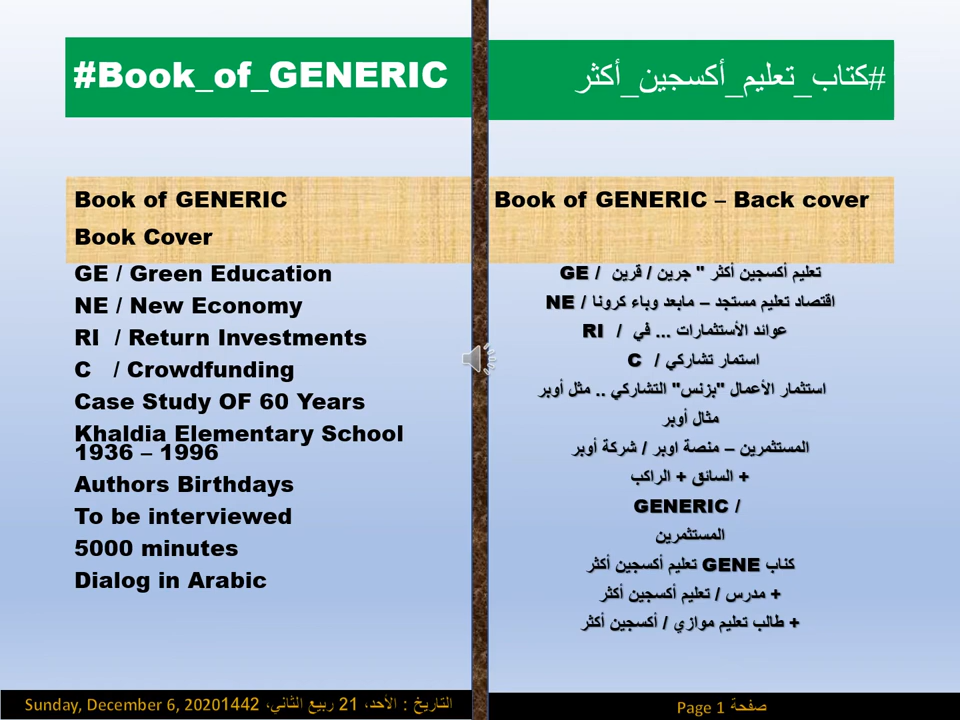 #Book_of_GENERIC
Book of GENERIC
Book Cover
GE / Green Education
NE / New Economy
RI / Return Investments
C / Crowdfunding
Case Study OF 60 Years
Khaldia Elementary School
1936 – 1996
Authors Birthdays
To be interviewed
5000 minutes
Dialog in Arabic
#كتاب_تعليم_أكسجين_أكثر
Book of GENERIC – Back cover
تعليم أكسجين أكثر " جرين / قرين / GE
اقتصاد تعليم مستجد – مابعد وباء كرونا / NE
عوائد الأستثمارات ... في / RI
استمار تشاركي / C
استثمار الأعمال "بزنس" التشاركي .. مثل أوبر
مثال أوبر
المستثمرين – منصة اوبر / شركة أوبر
+ السائق + الراكب
GENERIC /
المستثمرين
كتاب GENE تعليم أكسجين أكثر
+ مدرس / تعليم أكسجين أكثر
+ طالب تعليم موازي / أكسجين أكثر
التاريخ : الأحد، 21 ربيع الثاني، 1442 Sunday, December 6, 2020
صفحة Page 1